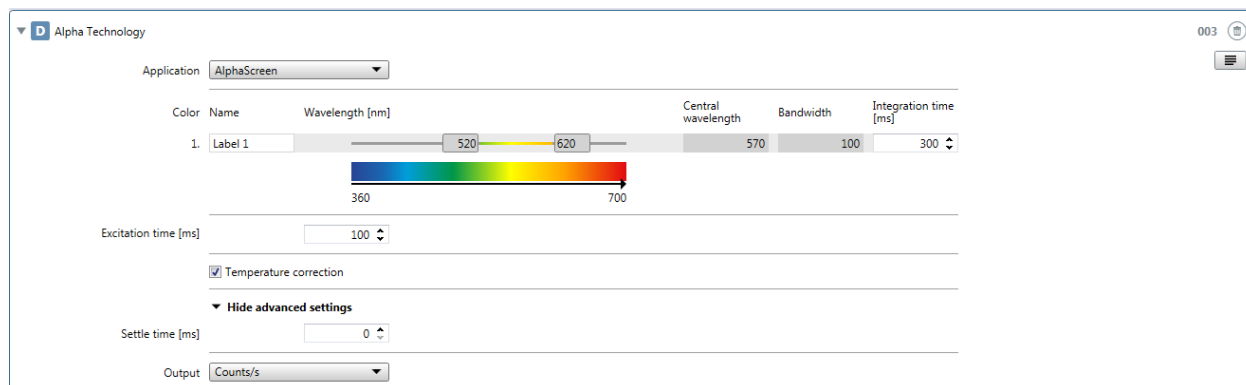 D Alpha Technology 003
Application AlphaScreen
Color Name Wavelength [nm] Central wavelength Bandwidth Integration time [ms]
1. Label 1 520 620 570 100 300
360 700
Excitation time [ms] 100
Temperature correction
Hide advanced settings
Settle time [ms] 0
Output Counts/s